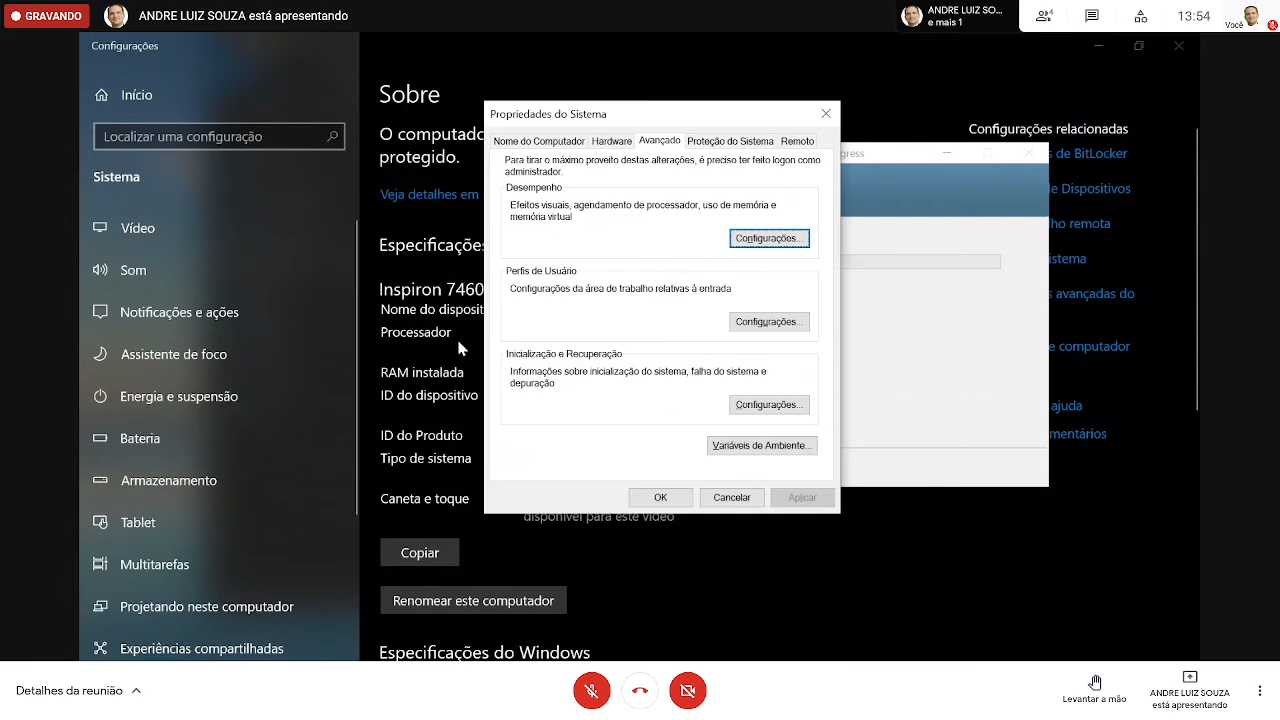 GRAVANDO
ANDRE LUIZ SOUZA está apresentando
ANDRE LUIZ SO...
e mais 1
4
13:54
Você
Configurações
Início
Localizar uma configuração
Sistema
Vídeo
Som
Notificações e ações
Assistente de foco
Energia e suspensão
Bateria
Armazenamento
Tablet
Multitarefas
Projetando neste computador
Experiências compartilhadas
Sobre
O computado
protegido.
Veja detalhes em
Especificações
Inspiron 7460
Nome do disposit
Processador
RAM instalada
ID do dispositivo
ID do Produto
Tipo de sistema
Caneta e toque
disponível para este vídeo
Copiar
Renomear este computador
Especificações do Windows
Propriedades do Sistema
Nome do Computador
Hardware
Avançado
Proteção do Sistema
Remoto
Para tirar o máximo proveito destas alterações, é preciso ter feito logon como
administrador.
Desempenho
Efeitos visuais, agendamento de processador, uso de memória e
memória virtual
Configurações...
Perfis de Usuário
Configurações da área de trabalho relativas à entrada
Configurações...
Inicialização e Recuperação
Informações sobre inicialização do sistema, falha do sistema e
depuração
Configurações...
Variáveis de Ambiente...
OK
Cancelar
Aplicar
gress
Configurações relacionadas
s de BitLocker
e Dispositivos
ho remota
istema
s avançadas do
e computador
ajuda
mentários
Detalhes da reunião
Levantar a mão
ANDRE LUIZ SOUZA
está apresentando